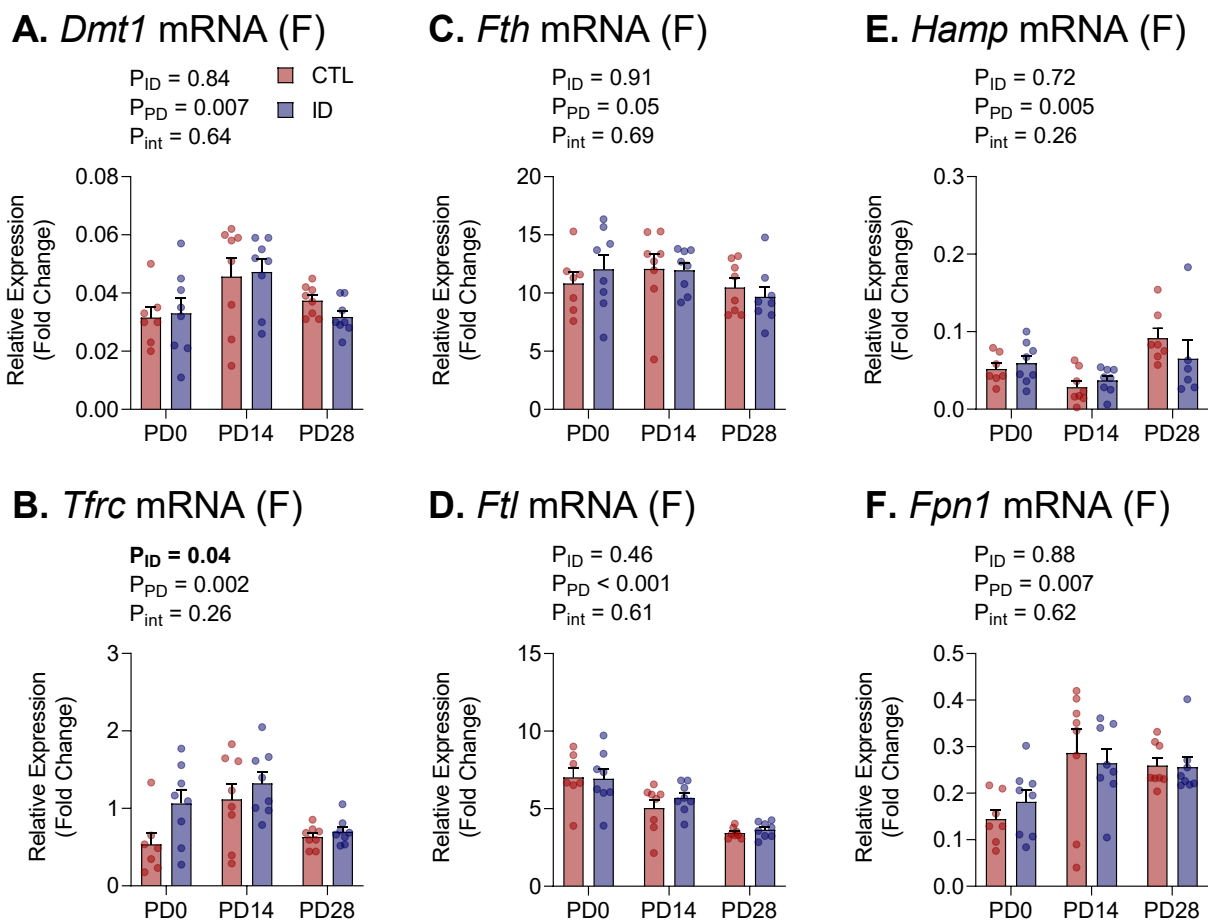 A. Dmt1 mRNA (F)
P_ID = 0.84
P_PD = 0.007
P_int = 0.64
CTL
ID
Relative Expression
(Fold Change)
0.08
0.06
0.04
0.02
0.00
PD0 PD14 PD28
C. Fth mRNA (F)
P_ID = 0.91
P_PD = 0.05
P_int = 0.69
Relative Expression
(Fold Change)
20
15
10
5
0
PD0 PD14 PD28
E. Hamp mRNA (F)
P_ID = 0.72
P_PD = 0.005
P_int = 0.26
Relative Expression
(Fold Change)
0.3
0.2
0.1
0.0
PD0 PD14 PD28
B. Tfrc mRNA (F)
P_ID = 0.04
P_PD = 0.002
P_int = 0.26
Relative Expression
(Fold Change)
3
2
1
0
PD0 PD14 PD28
D. Ftl mRNA (F)
P_ID = 0.46
P_PD < 0.001
P_int = 0.61
Relative Expression
(Fold Change)
15
10
5
0
PD0 PD14 PD28
F. Fpn1 mRNA (F)
P_ID = 0.88
P_PD = 0.007
P_int = 0.62
Relative Expression
(Fold Change)
0.5
0.4
0.3
0.2
0.1
0.0
PD0 PD14 PD28